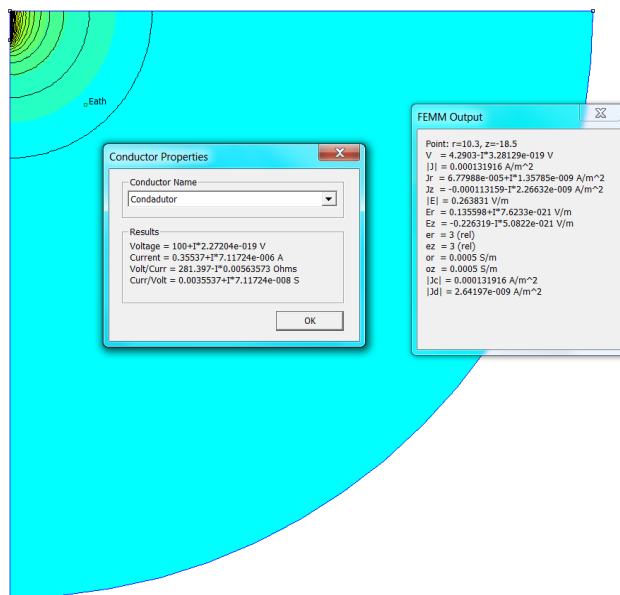 Eath
Conductor Properties
Conductor Name
Condadutor
Results
Voltage = 100+I*2.27204e-019 V
Current = 0.35537+I*7.11724e-006 A
Volt/Curr = 281.397-I*0.00563573 Ohms
Curr/Volt = 0.0035537+I*7.11724e-008 S
OK
FEMM Output
Point: r=10.3, z=-18.5
V = 4.2903-I*3.28129e-019 V
|J| = 0.000131916 A/m^2
Jr = 6.77988e-005+I*1.35785e-009 A/m^2
Jz = -0.000113159-I*2.26632e-009 A/m^2
|E| = 0.263831 V/m
Er = 0.135598+I*7.6233e-021 V/m
Ez = -0.226319-I*5.0822e-021 V/m
er = 3 (rel)
ez = 3 (rel)
or = 0.0005 S/m
oz = 0.0005 S/m
|Jc| = 0.000131916 A/m^2
|Jd| = 2.64197e-009 A/m^2